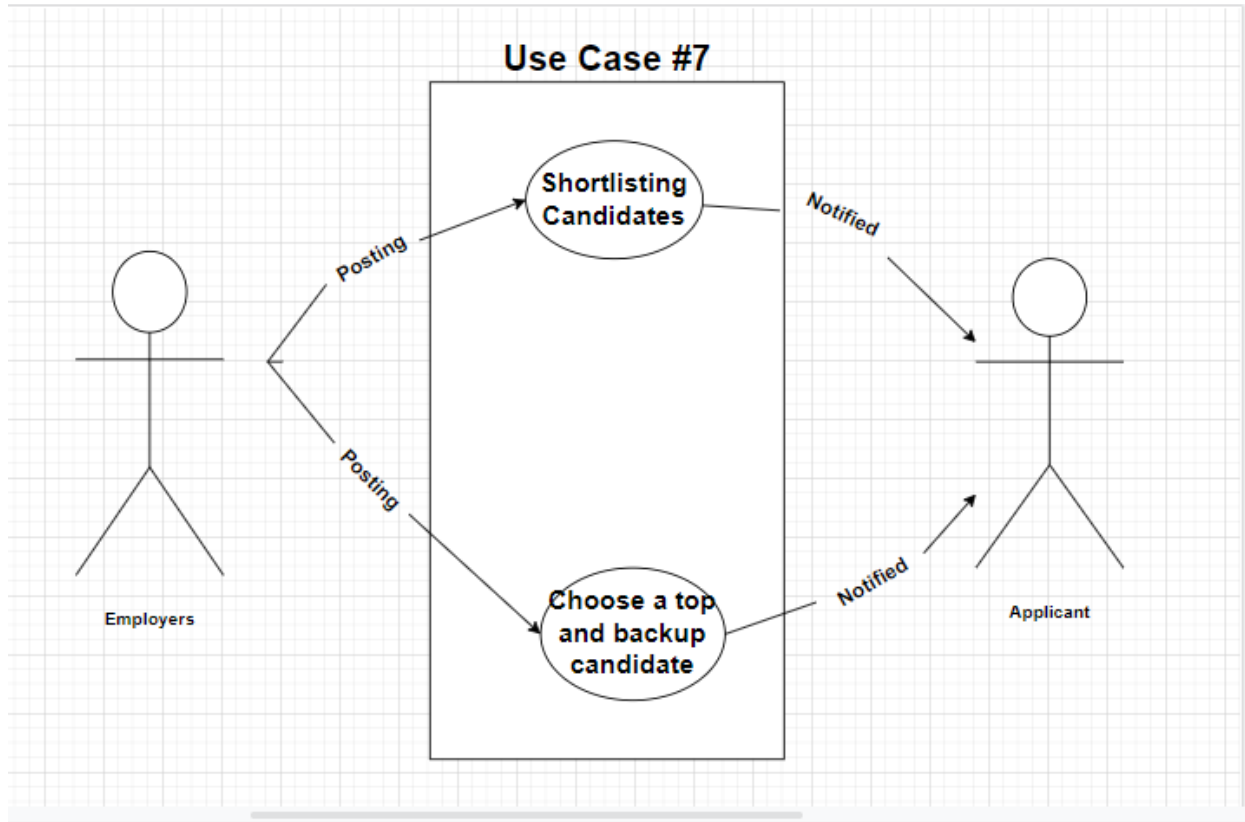 Use Case #7
Shortlisting
Candidates
Notified
Posting
Posting
Choose a top
and backup
candidate
Notified
Employers
Applicant